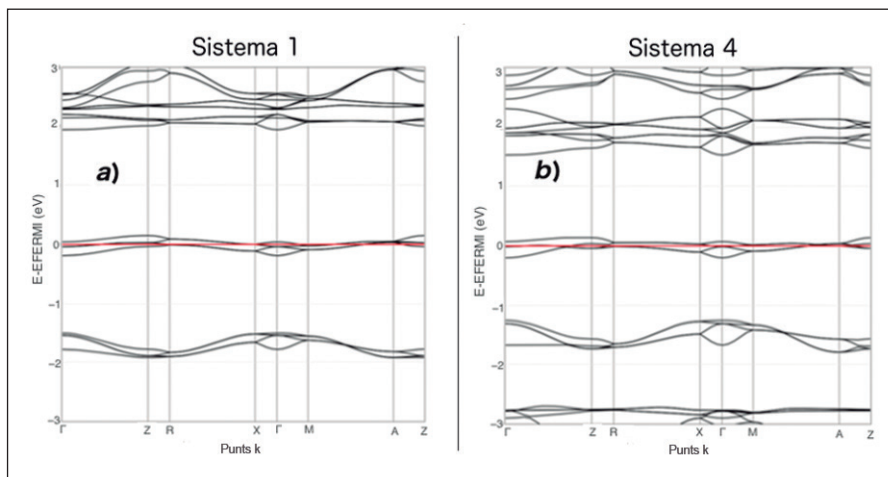 Sistema 1
Sistema 4
a)
b)
E-EFERMI (eV)
3
2
1
0
−1
−2
−3
Γ Z R X Γ M A Z
Punts k
E-EFERMI (eV)
3
2
1
0
−1
−2
−3
Γ Z R X Γ M A Z
Punts k